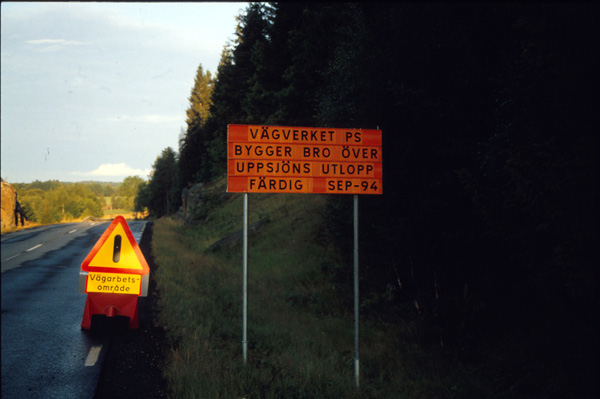 VÄGVERKET PS
BYGGER BRO ÖVER
UPPSJÖNS UTLOPP
FÄRDIG SEP-94
Vägarbets-
område